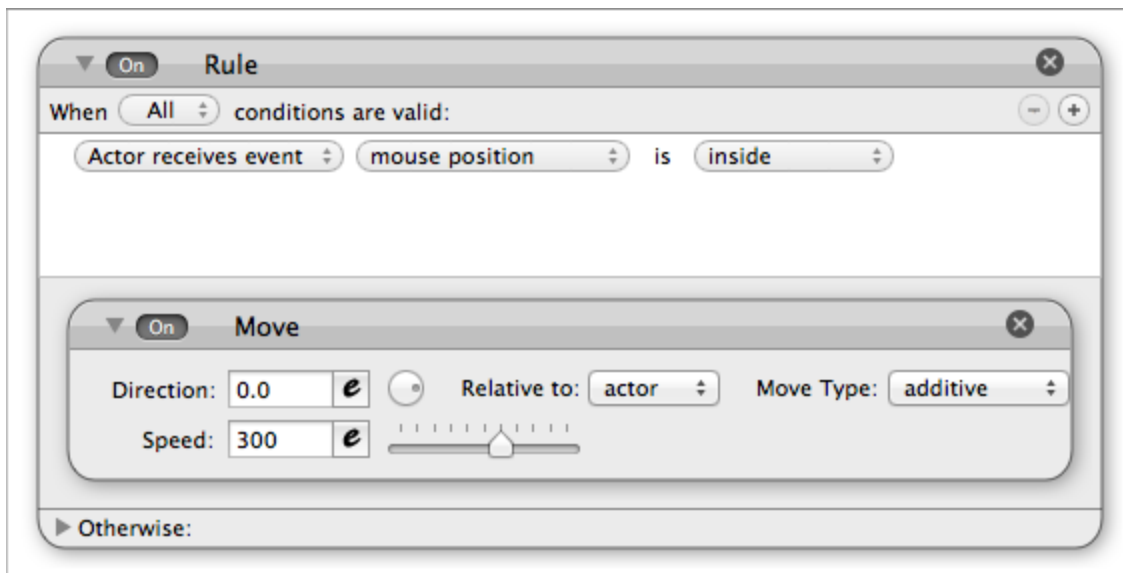 On Rule
When All conditions are valid:
Actor receives event mouse position is inside
On Move
Direction: 0.0 e Relative to: actor Move Type: additive
Speed: 300 e
Otherwise: